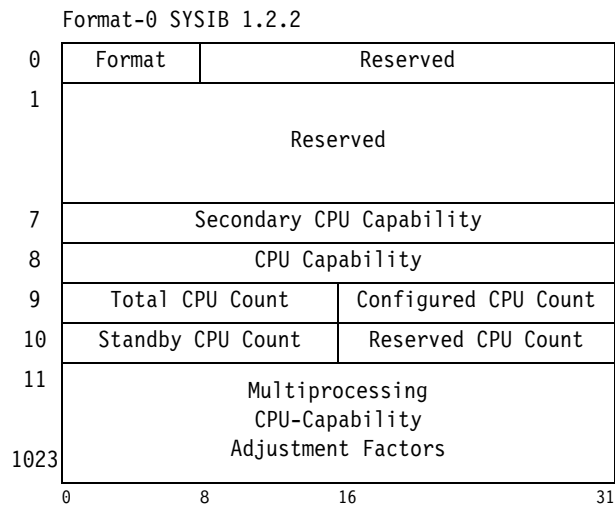 Format-0 SYSIB 1.2.2
0 Format Reserved
1
Reserved
7 Secondary CPU Capability
8 CPU Capability
9 Total CPU Count Configured CPU Count
10 Standby CPU Count Reserved CPU Count
11
Multiprocessing
CPU-Capability
Adjustment Factors
1023
0 8 16 31